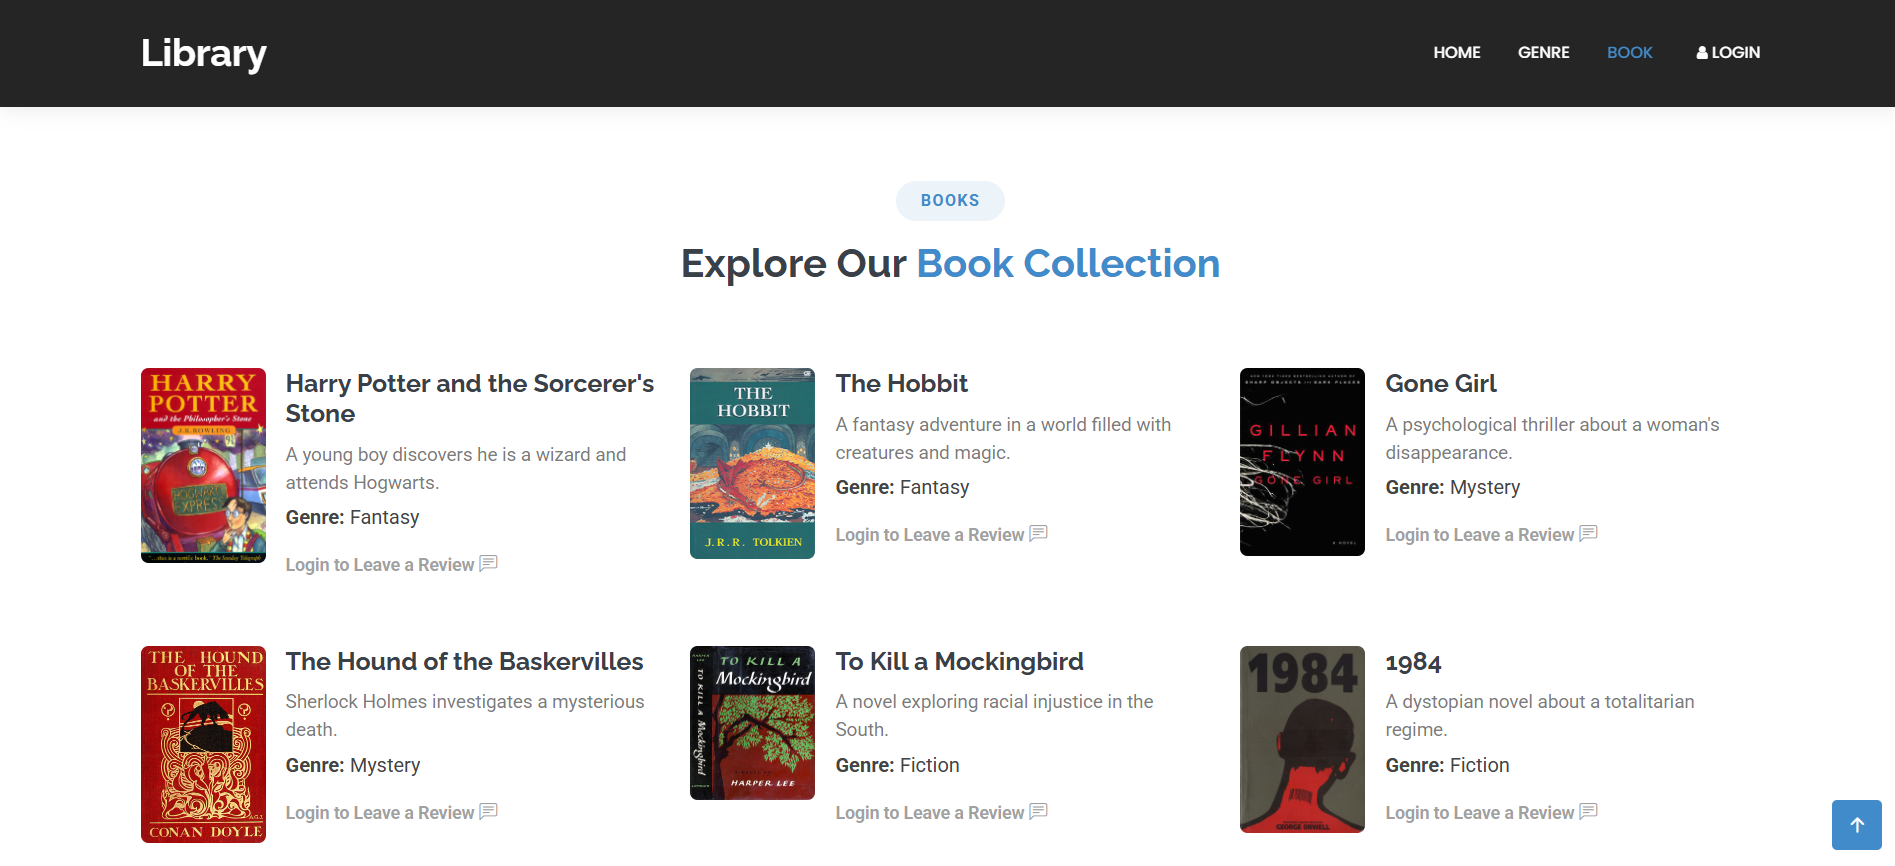 Library
HOME GENRE BOOK LOGIN
BOOKS
Explore Our Book Collection
HARRY
POTTER
and the Philosopher's Stone
J.K.ROWLING
HOGWARTS
EXPRESS
Harry Potter and the Sorcerer's
Stone
A young boy discovers he is a wizard and
attends Hogwarts.
Genre: Fantasy
Login to Leave a Review
THE
HOBBIT
J.R.R. TOLKIEN
The Hobbit
A fantasy adventure in a world filled with
creatures and magic.
Genre: Fantasy
Login to Leave a Review
GILLIAN
FLYNN
GONE GIRL
A NOVEL
Gone Girl
A psychological thriller about a woman's
disappearance.
Genre: Mystery
Login to Leave a Review
THE HOUND
OF THE
BASKERVILLES
CONAN DOYLE
The Hound of the Baskervilles
Sherlock Holmes investigates a mysterious
death.
Genre: Mystery
Login to Leave a Review
TO KILL A
Mockingbird
TO KILL A Mockingbird
HARPER LEE
To Kill a Mockingbird
A novel exploring racial injustice in the
South.
Genre: Fiction
Login to Leave a Review
1984
GEORGE ORWELL
1984
A dystopian novel about a totalitarian
regime.
Genre: Fiction
Login to Leave a Review